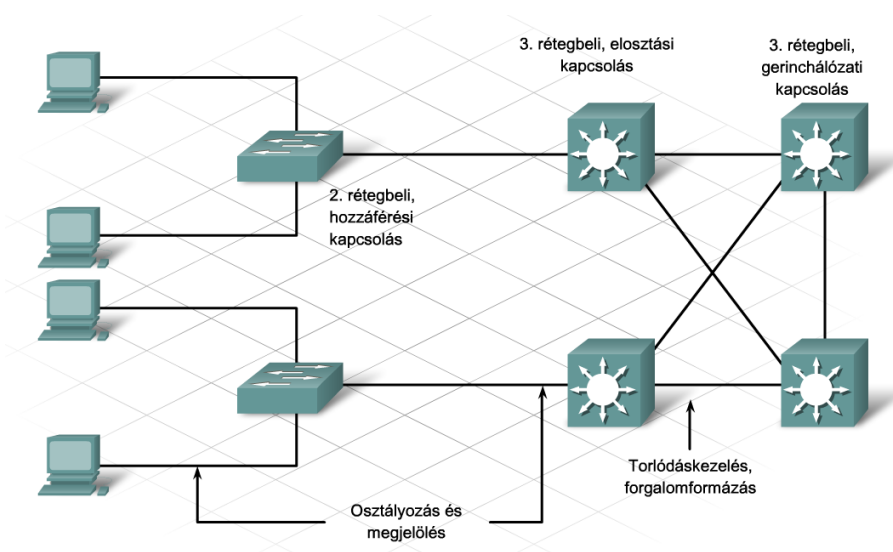 3. rétegbeli, elosztási
kapcsolás
3. rétegbeli,
gerinchálózati
kapcsolás
2. rétegbeli,
hozzáférési
kapcsolás
Torlódáskezelés,
forgalomformázás
Osztályozás és
megjelölés